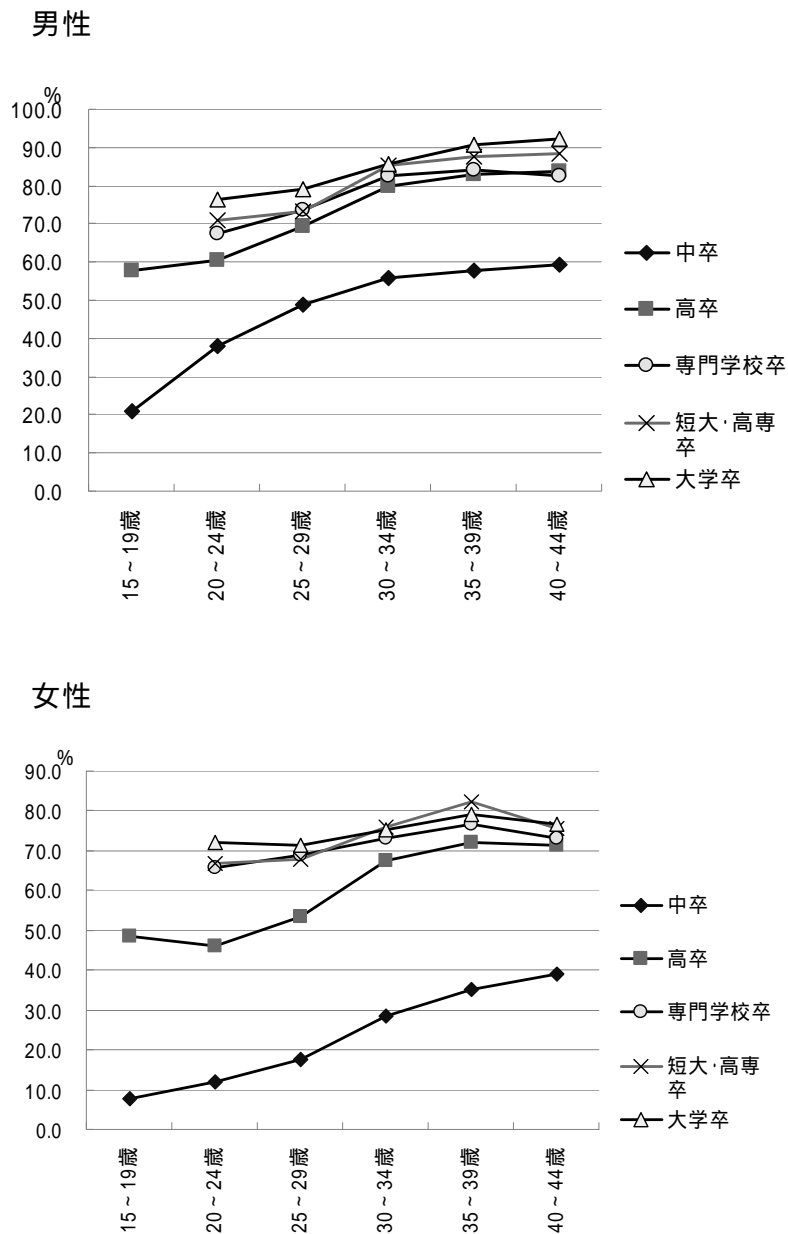 男性
%
100.0
90.0
80.0
70.0
60.0
50.0
40.0
30.0
20.0
10.0
0.0
15～19歳
20～24歳
25～29歳
30～34歳
35～39歳
40～44歳
中卒
高卒
専門学校卒
短大・高専
卒
大学卒
女性
%
90.0
80.0
70.0
60.0
50.0
40.0
30.0
20.0
10.0
0.0
15～19歳
20～24歳
25～29歳
30～34歳
35～39歳
40～44歳
中卒
高卒
専門学校卒
短大・高専
卒
大学卒